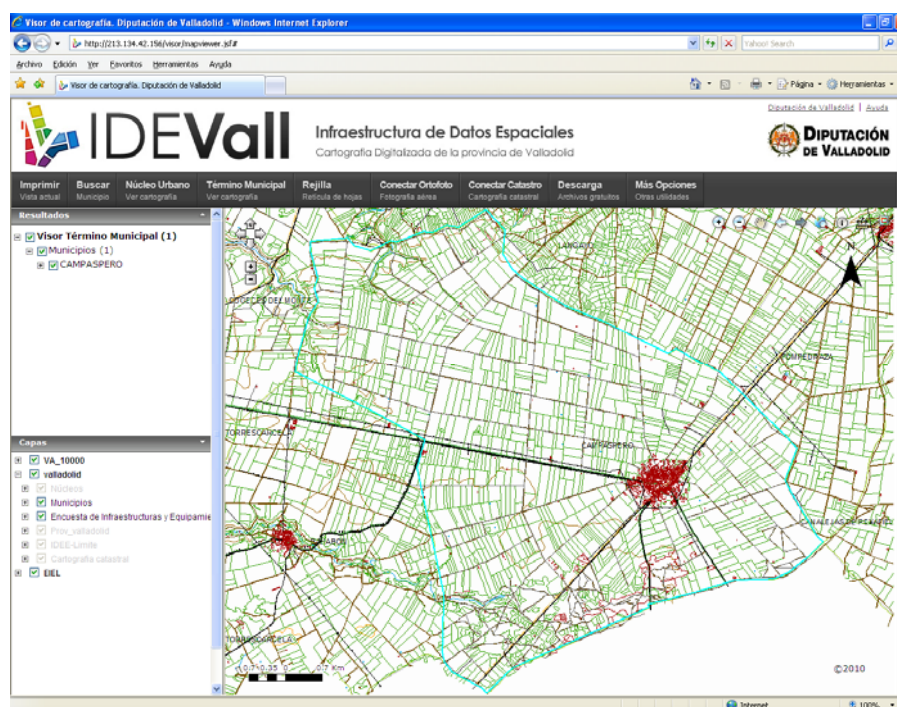 Visor de cartografía. Diputación de Valladolid - Windows Internet Explorer
http://213.134.42.156/visor/mapviewer.jsf#
Yahoo! Search
Archivo Edición Ver Favoritos Herramientas Ayuda
Visor de cartografía. Diputación de Valladolid
Página
Herramientas
Diputación de Valladolid | Ayuda
IDEVall
Infraestructura de Datos Espaciales
Cartografía Digitalizada de la provincia de Valladolid
DIPUTACIÓN
DE VALLADOLID
Imprimir Buscar Núcleo Urbano Término Municipal Rejilla Conectar Ortofoto Conectar Catastro Descarga Más Opciones
Vista actual Municipio Ver cartografía Ver cartografía Retícula de hojas Fotografía aérea Cartografía catastral Archivos gratuitos Otras utilidades
Resultados
Visor Término Municipal (1)
Municipios (1)
CAMPASPERO
LANGAYO
N
TORRESCARCELA
CAMPASPERO
Capas
VA_10000
valladolid
Núcleos
Municipios
Encuesta de Infraestructuras y Equipamie
Prov_valladolid
IDEE-Limite
Cartografía catastral
EIEL
TORRESCARCELA
0.7 0.35 0 0.7 Km
©2010
Internet
100%